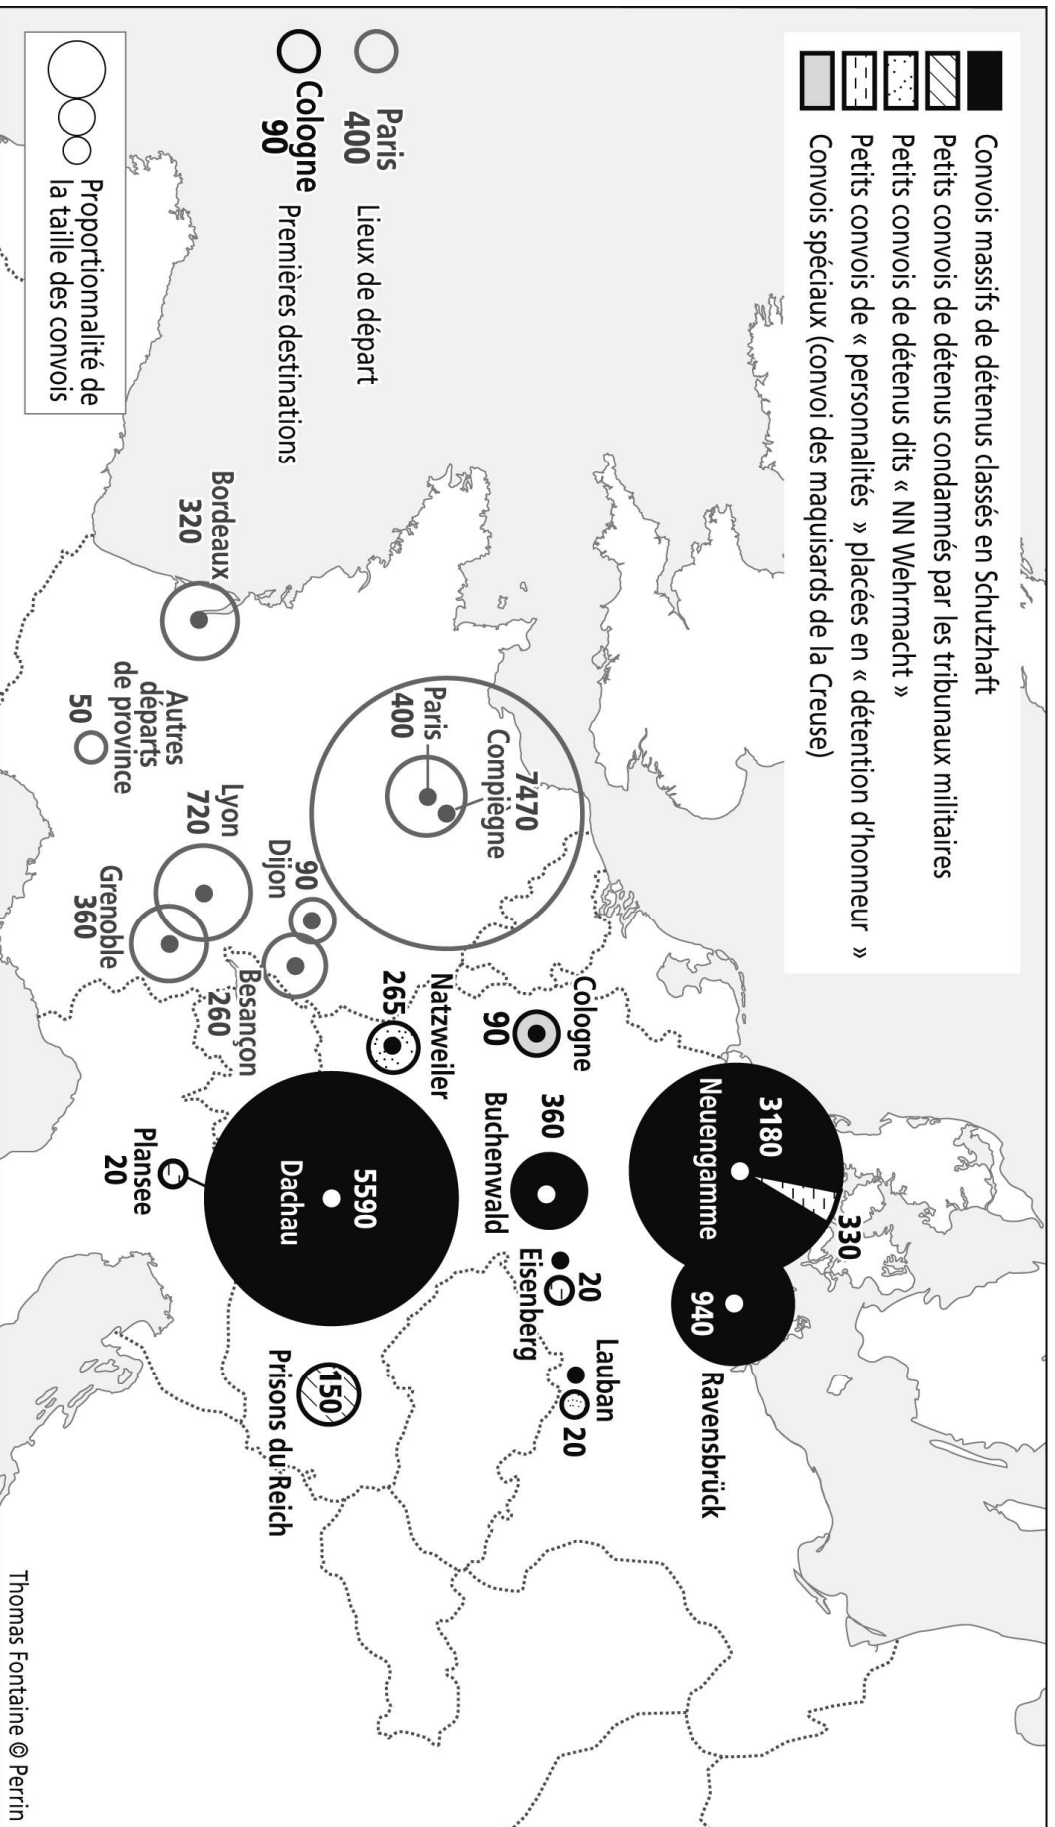 Convois massifs de détenus classés en Schutzhaft
Petits convois de détenus condamnés par les tribunaux militaires
Petits convois de détenus dits « NN Wehrmacht »
Petits convois de « personnalités » placées en « détention d'honneur »
Convois spéciaux (convoi des maquisards de la Creuse)
Paris
400
Lieux de départ
Cologne
90
Premières destinations
Proportionnalité de
la taille des convois
3180
330
Neuengamme
940
Ravensbrück
Cologne
90
360
Buchenwald
20
Eisenberg
Lauban
20
7470
Compiègne
Paris
400
Natzweiler
265
5590
Dachau
150
Prisons du Reich
90
Dijon
Besançon
260
Plansee
20
Bordeaux
320
Autres
départs
de province
50
Lyon
720
Grenoble
360
Thomas Fontaine © Perrin